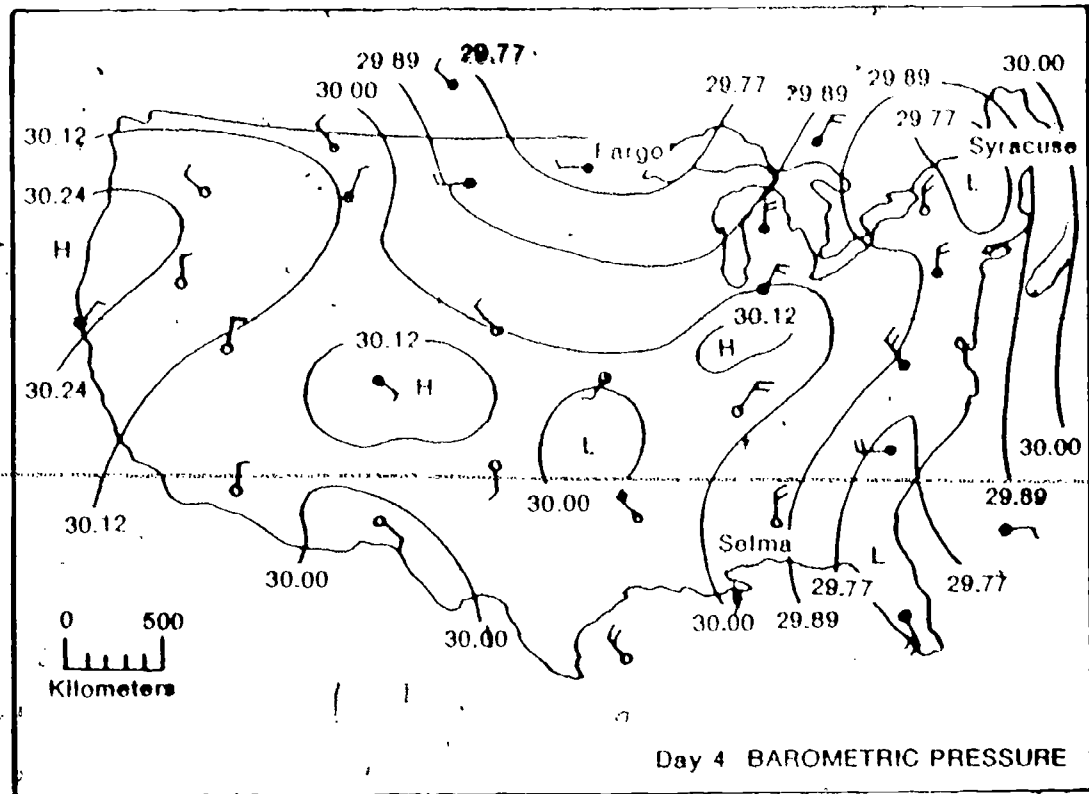 29.77
29.89
30.00
29.77
29.89
29.89
30.00
29.77
30.12
Fargo
Syracuse
L
30.24
H
30.12
H
30.12
H
30.24
L
30.00
30.12
30.00
29.89
Selma
L
30.00
29.77
29.77
30.00
30.00
29.89
0 500
Kilometers
Day 4 BAROMETRIC PRESSURE